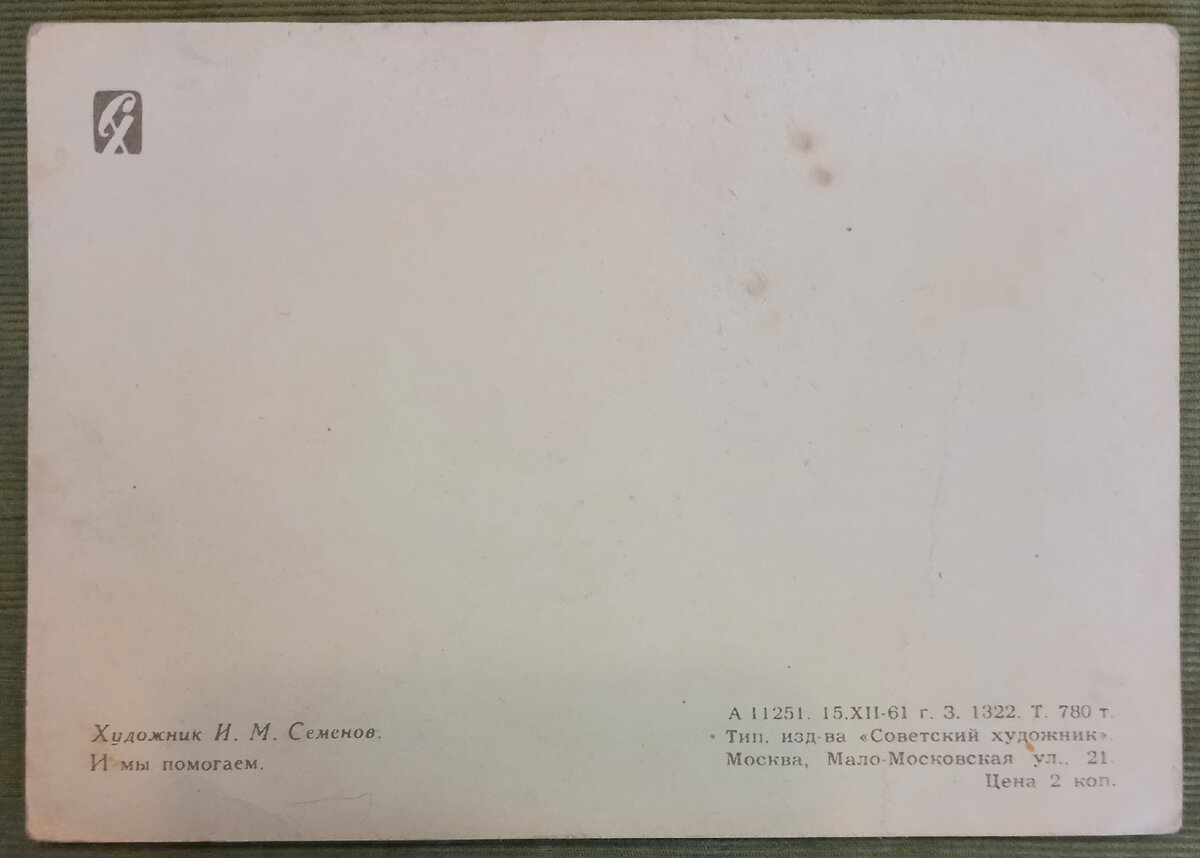 СХ
Художник И. М. Семенов.
И мы помогаем.
А 11251. 15.XII-61 г. З. 1322. Т. 780 т.
Тип. изд-ва «Советский художник».
Москва, Мало-Московская ул., 21.
Цена 2 коп.